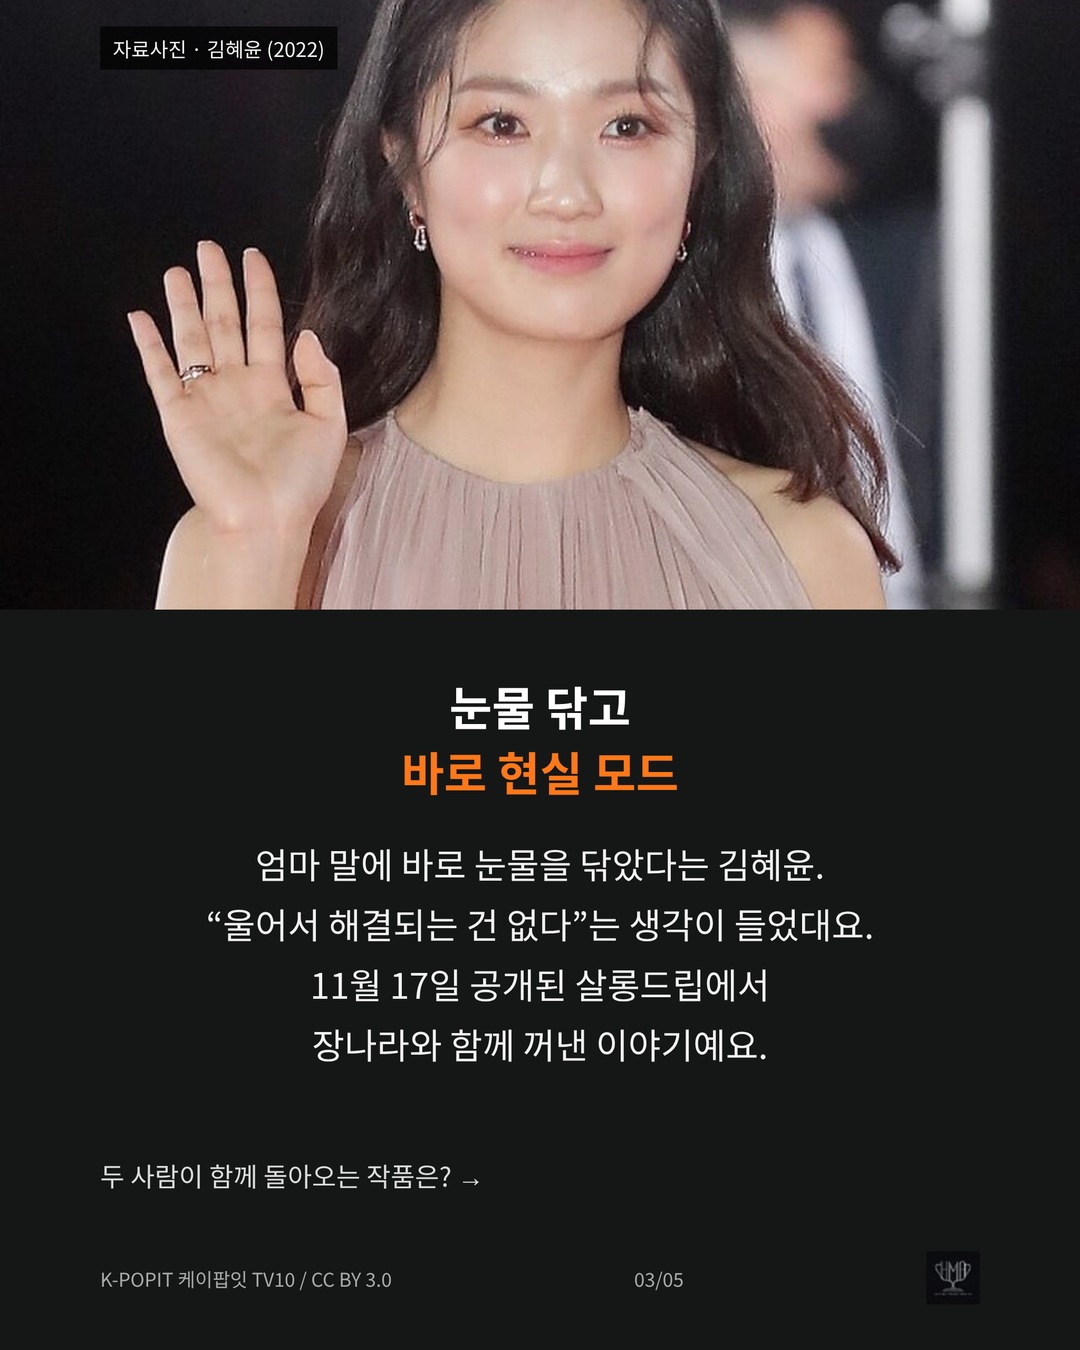 자료사진 · 김혜윤 (2022)
눈물 닦고
바로 현실 모드
엄마 말에 바로 눈물을 닦았다는 김혜윤.
“울어서 해결되는 건 없다”는 생각이 들었대요.
11월 17일 공개된 살롱드립에서
장나라와 함께 꺼낸 이야기예요.
두 사람이 함께 돌아오는 작품은? →
K-POPIT 케이팝잇 TV10 / CC BY 3.0
03/05